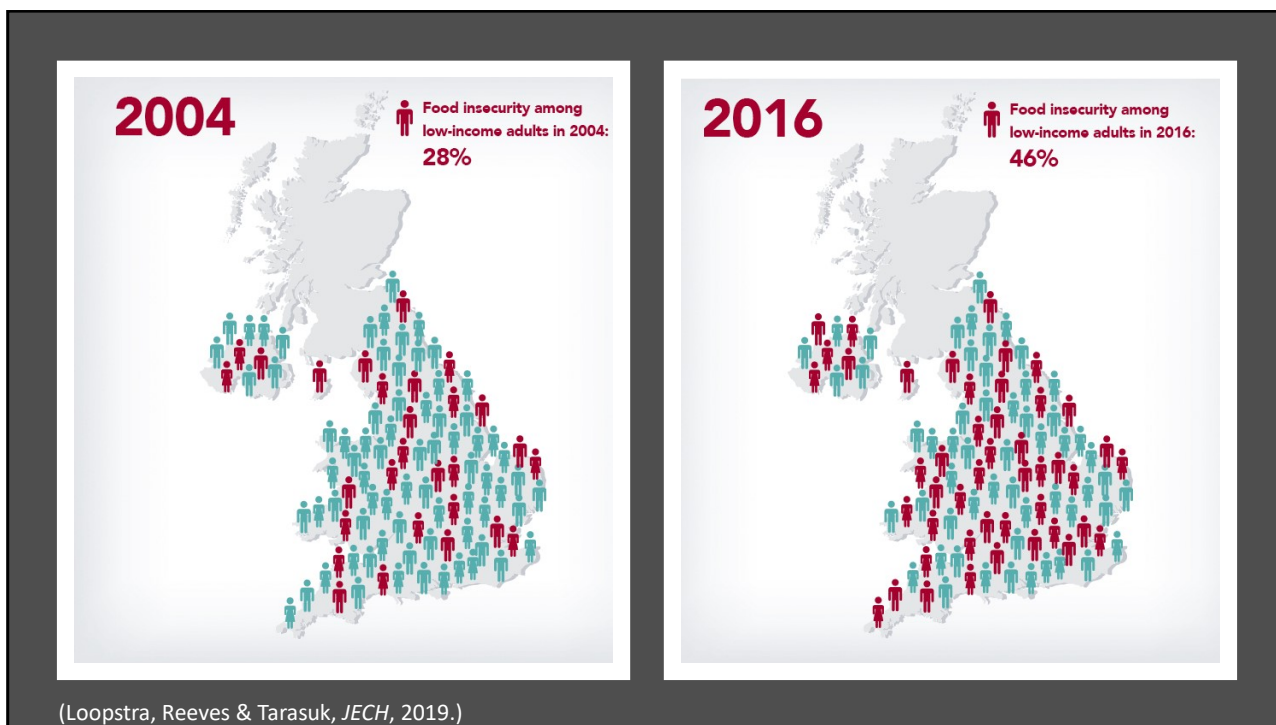 2004
Food insecurity among
low-income adults in 2004:
28%
2016
Food insecurity among
low-income adults in 2016:
46%
(Loopstra, Reeves & Tarasuk, JECH, 2019.)